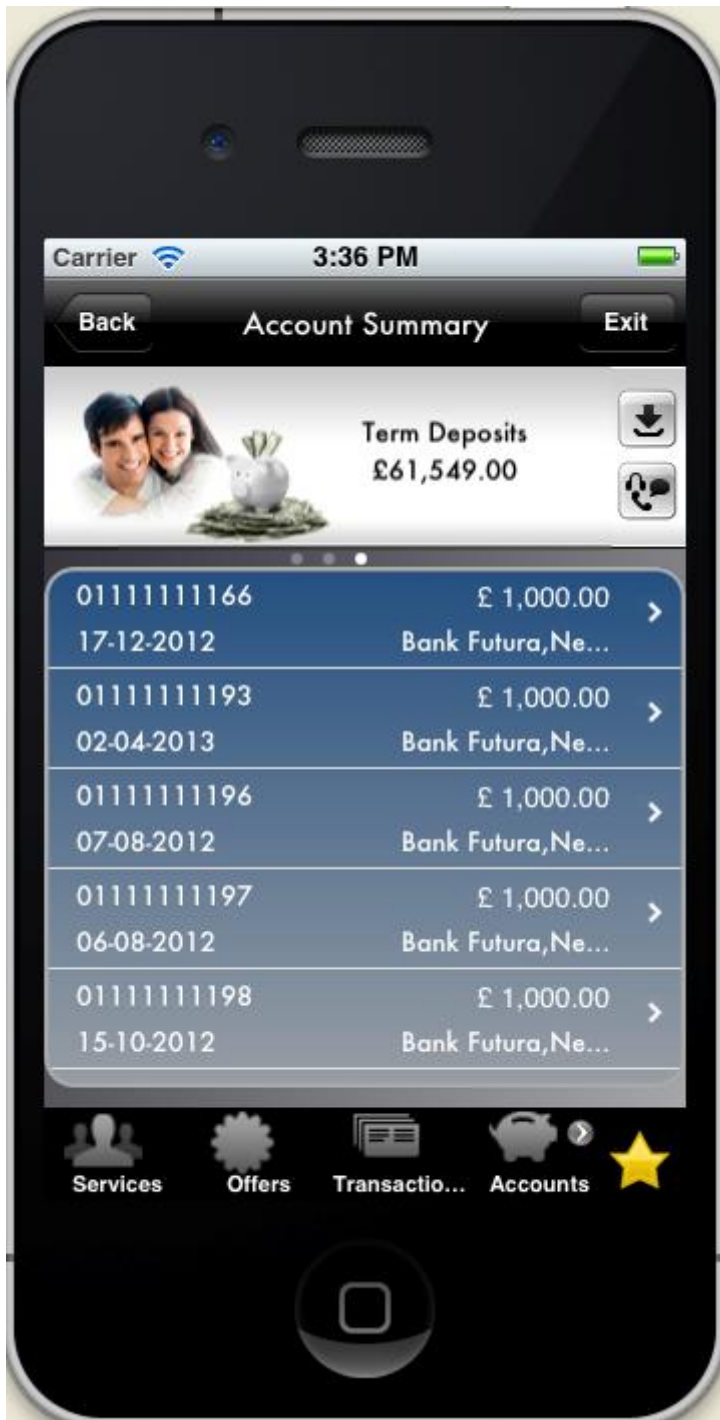 Carrier 3:36 PM
Back Account Summary Exit
Term Deposits
£61,549.00
01111111166 £ 1,000.00
17-12-2012 Bank Futura,Ne...
01111111193 £ 1,000.00
02-04-2013 Bank Futura,Ne...
01111111196 £ 1,000.00
07-08-2012 Bank Futura,Ne...
01111111197 £ 1,000.00
06-08-2012 Bank Futura,Ne...
01111111198 £ 1,000.00
15-10-2012 Bank Futura,Ne...
Services Offers Transactio... Accounts